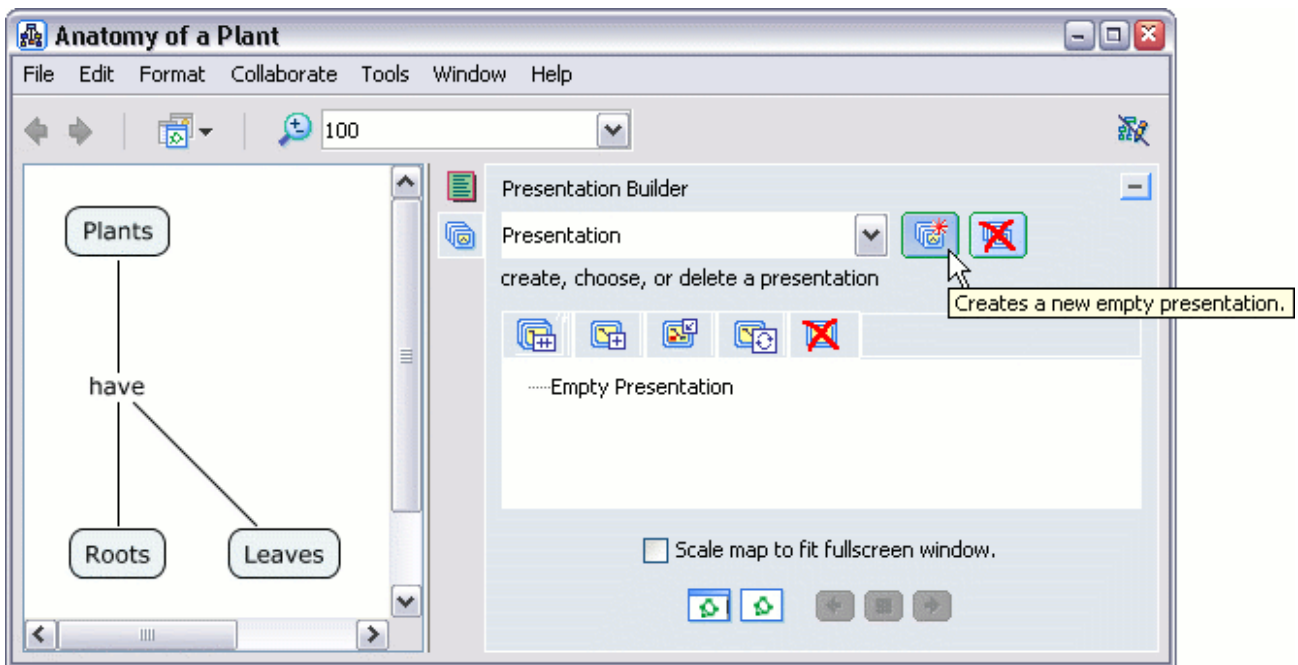 Anatomy of a Plant
File Edit Format Collaborate Tools Window Help
100
Plants
have
Roots
Leaves
Presentation Builder
Presentation
create, choose, or delete a presentation
Creates a new empty presentation.
Empty Presentation
Scale map to fit fullscreen window.